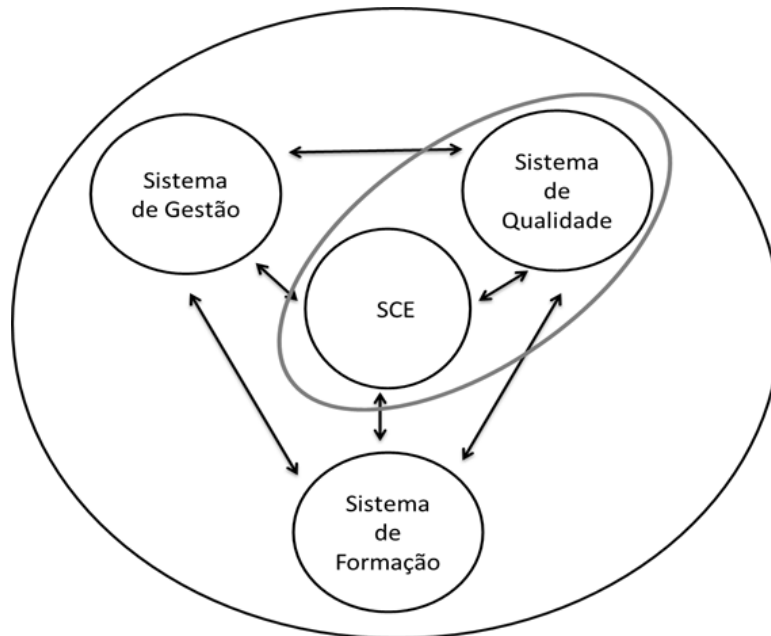 Sistema
de Gestão
Sistema
de
Qualidade
SCE
Sistema
de
Formação